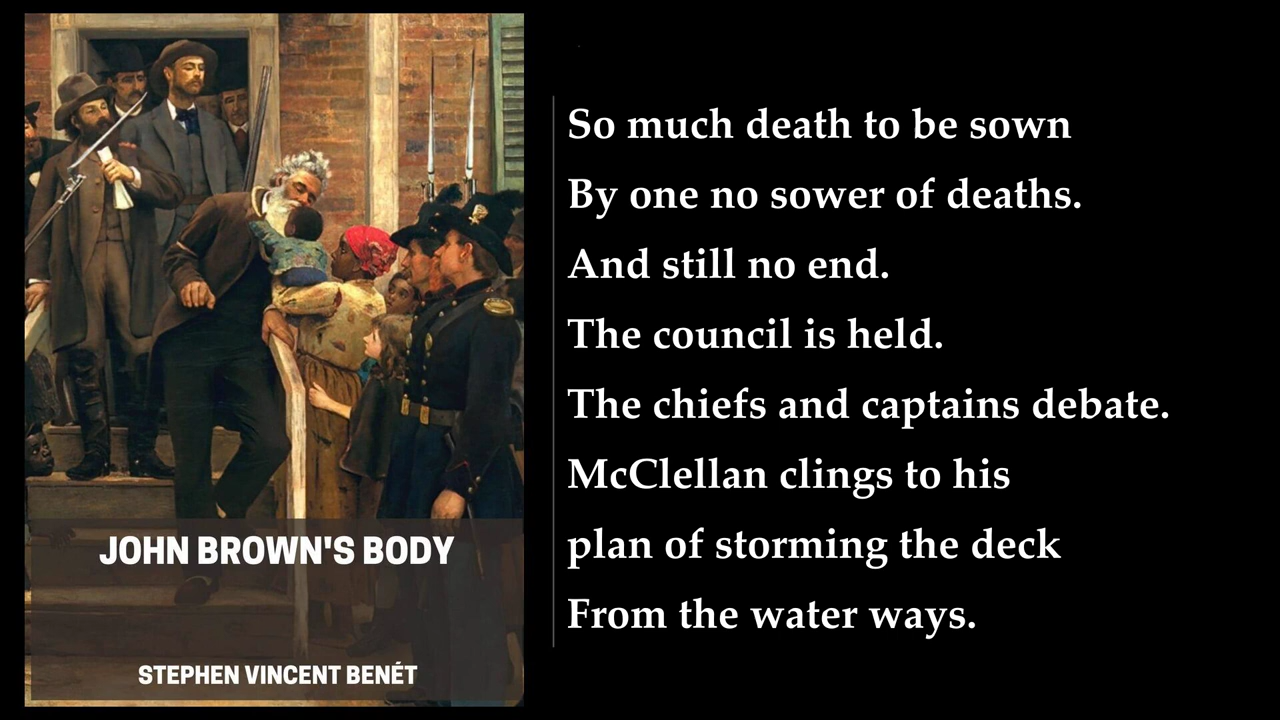 JOHN BROWN'S BODY
STEPHEN VINCENT BENÉT
So much death to be sown
By one no sower of deaths.
And still no end.
The council is held.
The chiefs and captains debate.
McClellan clings to his
plan of storming the deck
From the water ways.